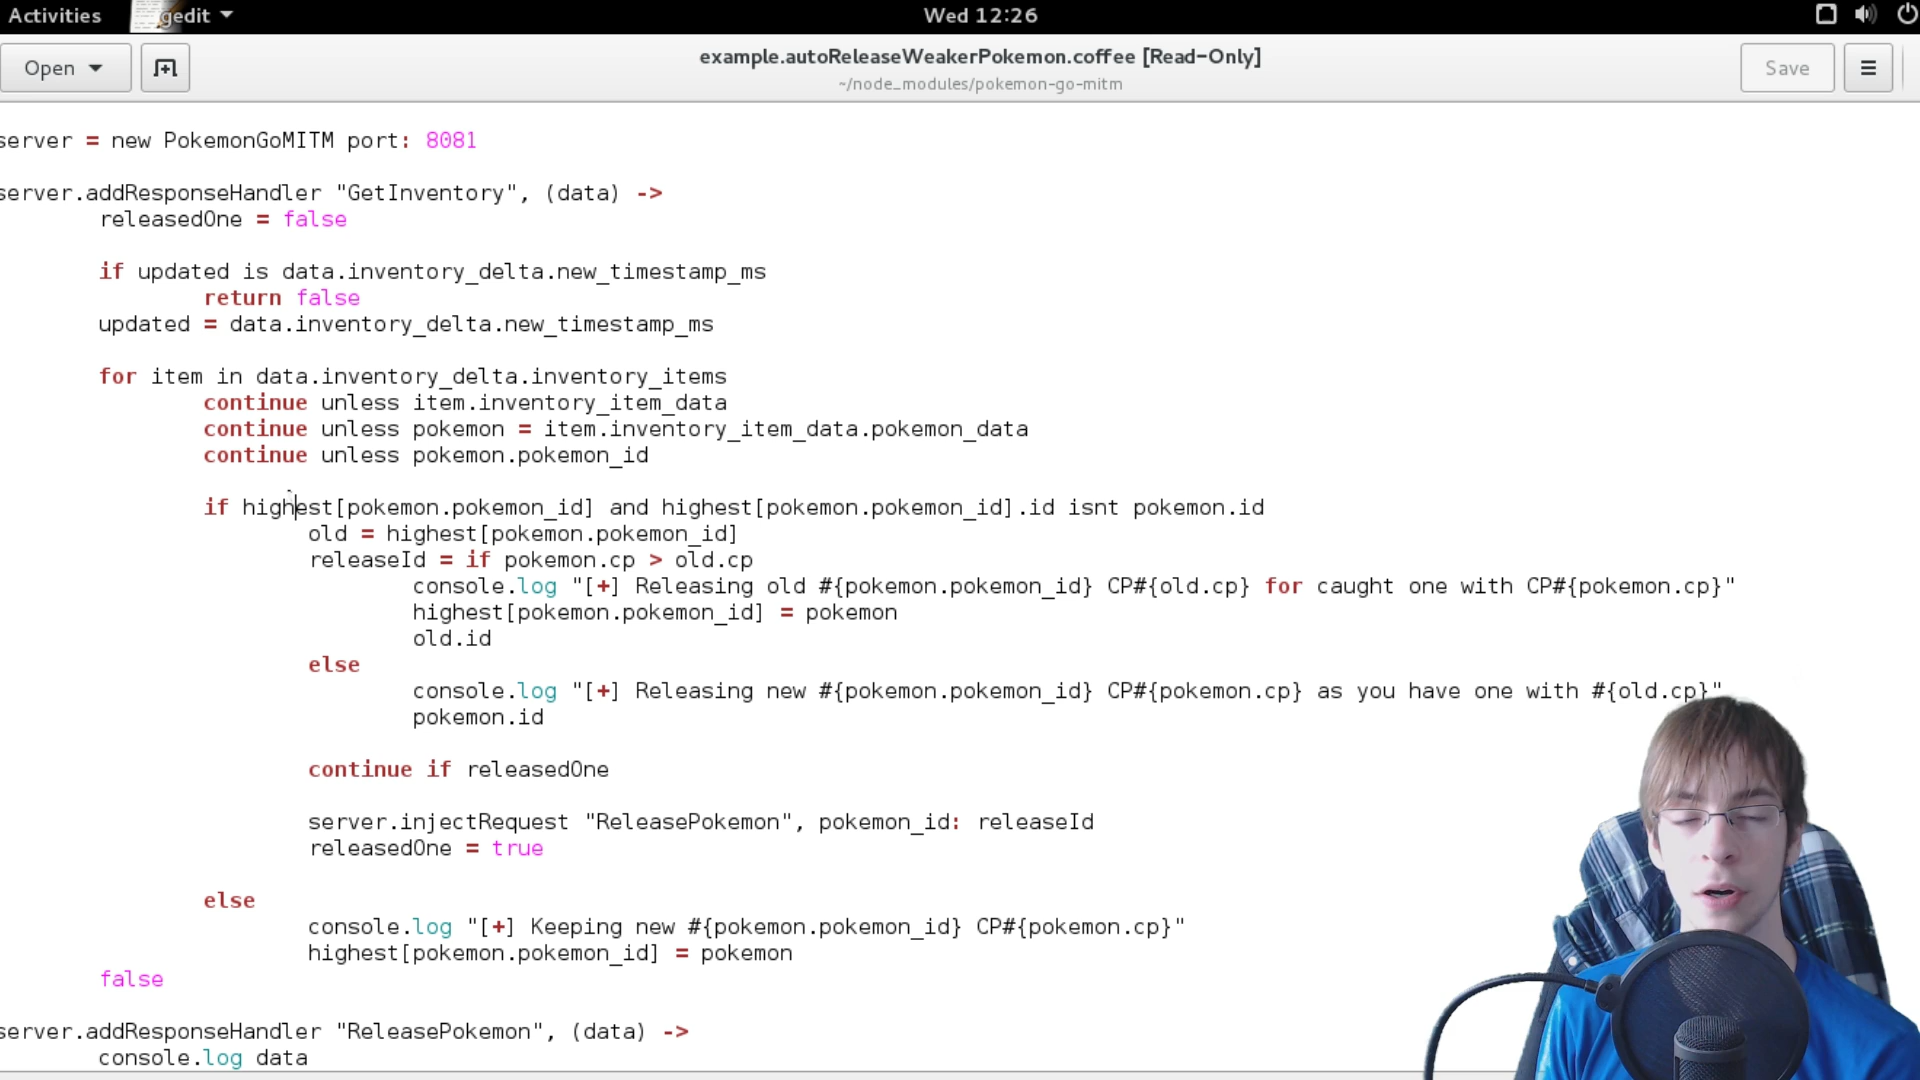 Activities gedit Wed 12:26
Open example.autoReleaseWeakerPokemon.coffee [Read-Only] Save
~/node_modules/pokemon-go-mitm
server = new PokemonGoMITM port: 8081
server.addResponseHandler "GetInventory", (data) ->
releasedOne = false
if updated is data.inventory_delta.new_timestamp_ms
return false
updated = data.inventory_delta.new_timestamp_ms
for item in data.inventory_delta.inventory_items
continue unless item.inventory_item_data
continue unless pokemon = item.inventory_item_data.pokemon_data
continue unless pokemon.pokemon_id
if highest[pokemon.pokemon_id] and highest[pokemon.pokemon_id].id isnt pokemon.id
old = highest[pokemon.pokemon_id]
releaseId = if pokemon.cp > old.cp
console.log "[+] Releasing old #{pokemon.pokemon_id} CP#{old.cp} for caught one with CP#{pokemon.cp}"
highest[pokemon.pokemon_id] = pokemon
old.id
else
console.log "[+] Releasing new #{pokemon.pokemon_id} CP#{pokemon.cp} as you have one with #{old.cp}"
pokemon.id
continue if releasedOne
server.injectRequest "ReleasePokemon", pokemon_id: releaseId
releasedOne = true
else
console.log "[+] Keeping new #{pokemon.pokemon_id} CP#{pokemon.cp}"
highest[pokemon.pokemon_id] = pokemon
false
server.addResponseHandler "ReleasePokemon", (data) ->
console.log data